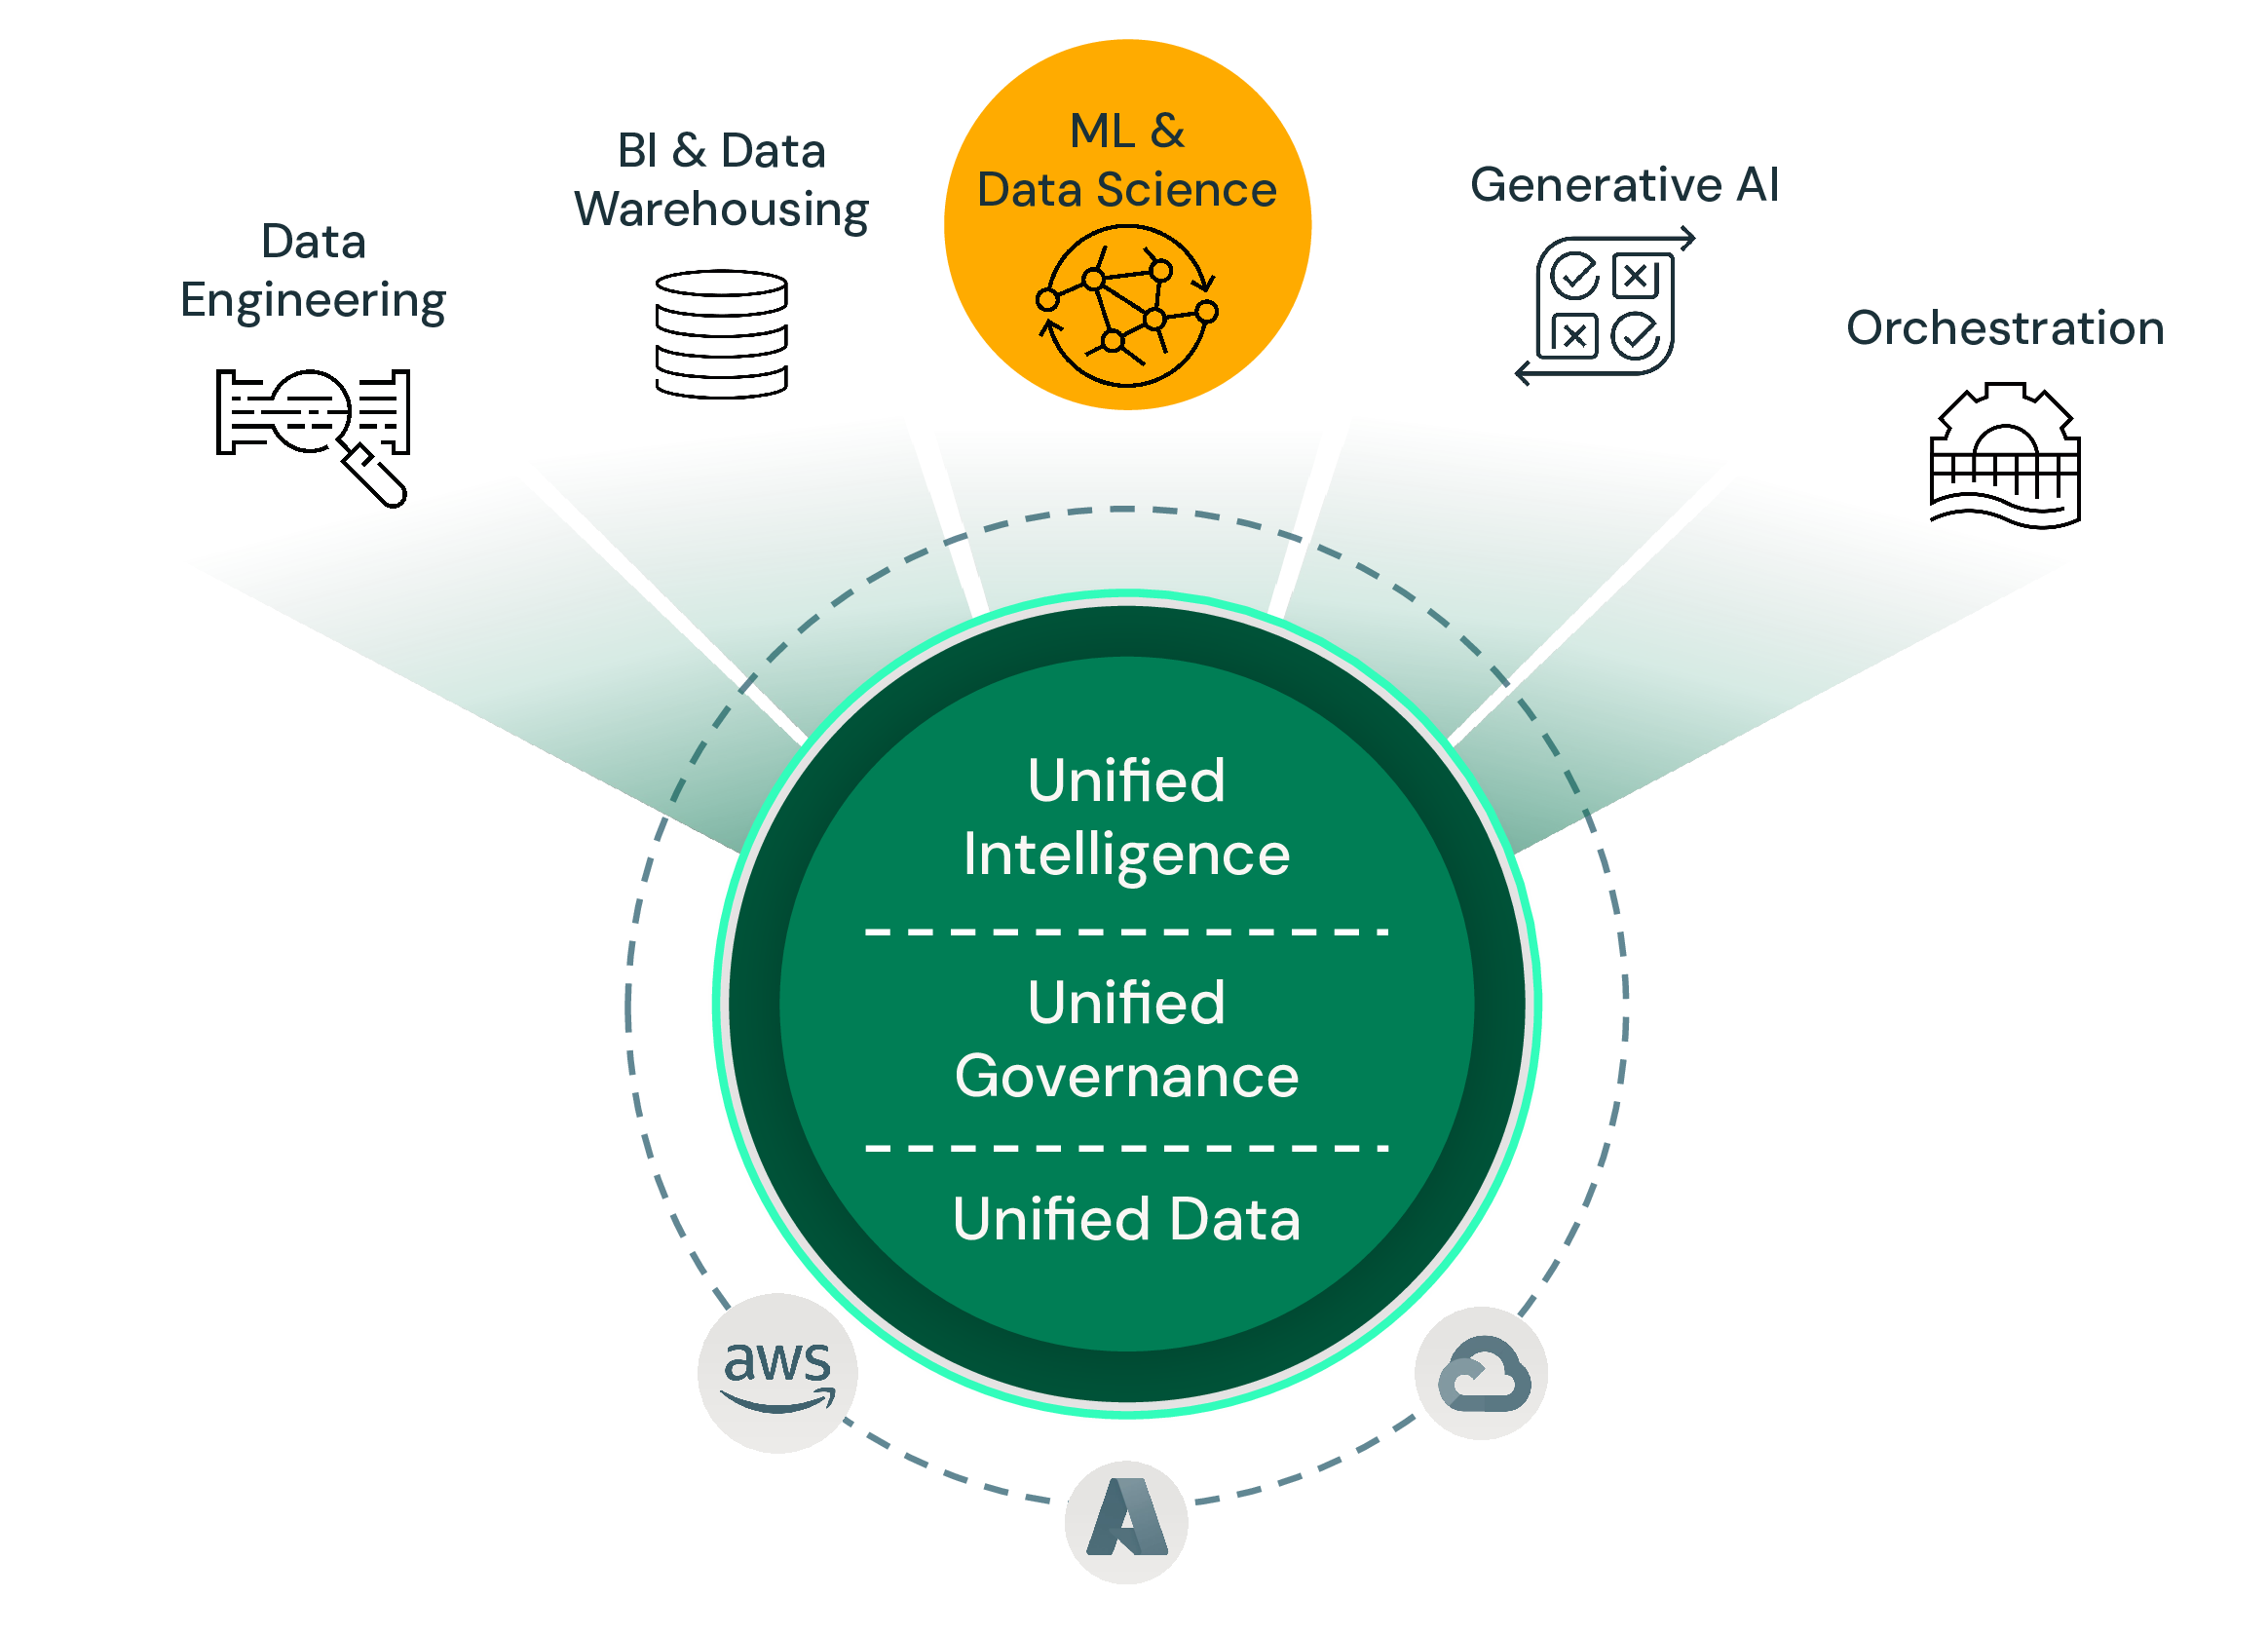 Data
Engineering
BI & Data
Warehousing
ML &
Data Science
Generative AI
Orchestration
Unified
Intelligence
Unified
Governance
Unified Data
aws